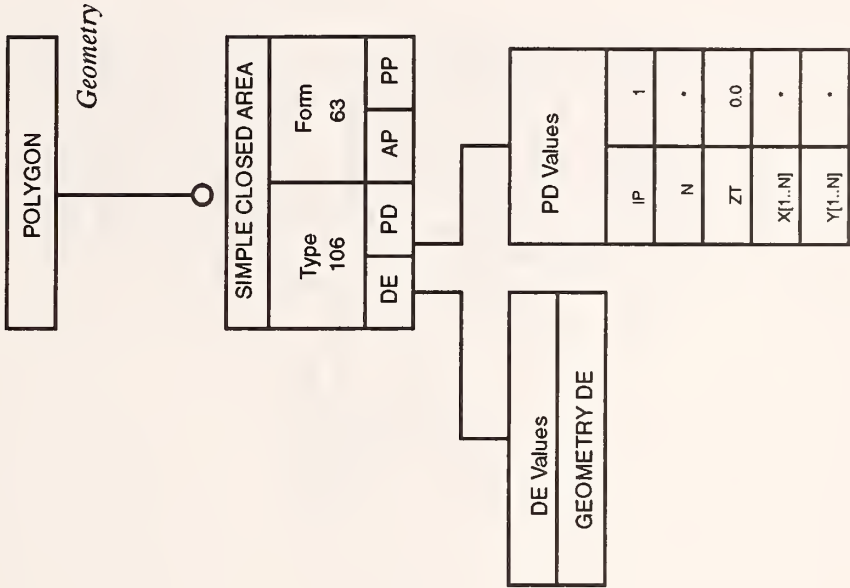 POLYGON
Geometry
SIMPLE CLOSED AREA
Type
106
Form
63
DE PD AP PP
DE Values
GEOMETRY DE
PD Values
IP 1
N *
ZT 0.0
X[1..N] *
Y[1..N] *